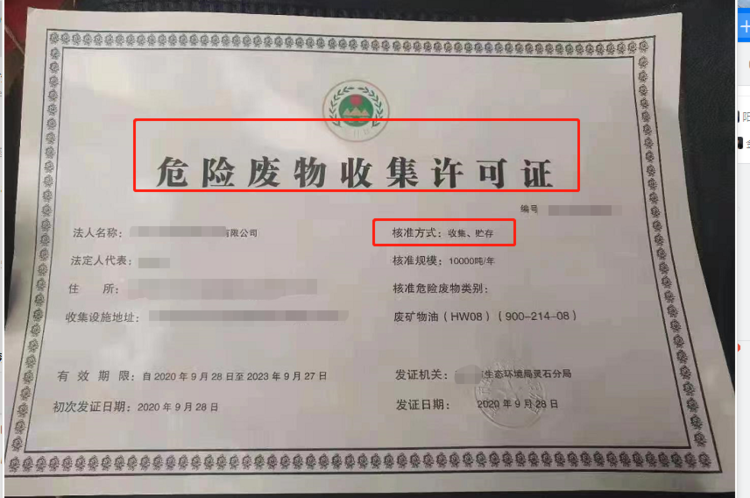 危险废物收集许可证
编号
法人名称： 有限公司
核准方式：收集、贮存
法定人代表：
核准规模：10000吨/年
住 所：
核准危险废物类别：
收集设施地址：
废矿物油（HW08）（900-214-08）
有 效 期 限：自 2020 年 9 月 28 日至 2023 年 9 月 27 日
发证机关： 生态环境局灵石分局
初次发证日期：2020 年 9 月 28 日
发证日期： 2020 年 9 月 28 日